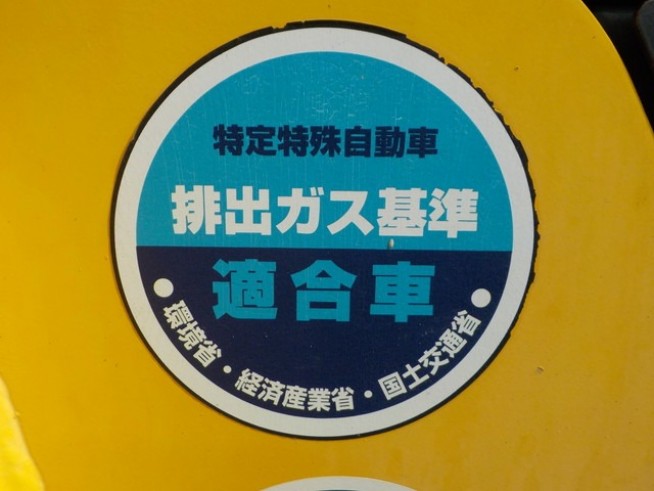 特定特殊自動車
排出ガス基準
適合車
環境省・経済産業省・国土交通省